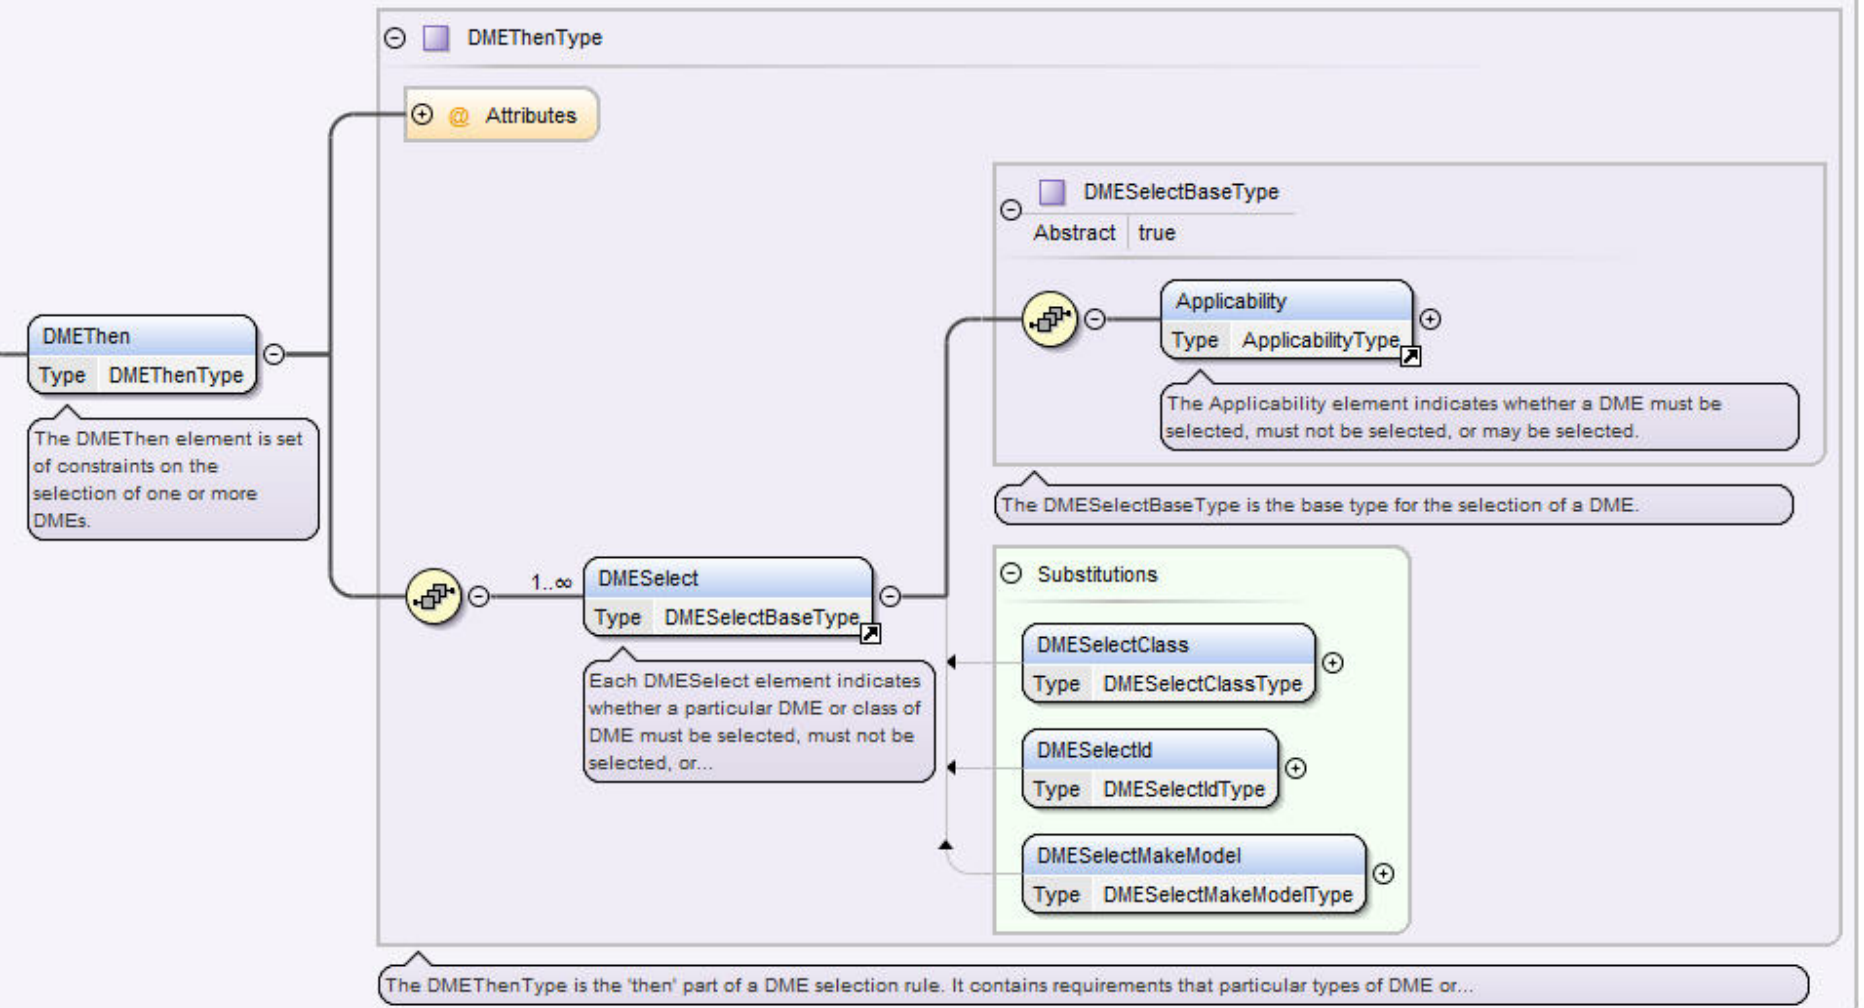 DMEThenType
@ Attributes
DMESelectBaseType
Abstract true
Applicability
Type ApplicabilityType
The Applicability element indicates whether a DME must be
selected, must not be selected, or may be selected.
The DMESelectBaseType is the base type for the selection of a DME.
DMEThen
Type DMEThenType
The DMEThen element is set
of constraints on the
selection of one or more
DMEs.
1..∞
DMESelect
Type DMESelectBaseType
Each DMESelect element indicates
whether a particular DME or class of
DME must be selected, must not be
selected, or...
Substitutions
DMESelectClass
Type DMESelectClassType
DMESelectId
Type DMESelectIdType
DMESelectMakeModel
Type DMESelectMakeModelType
The DMEThenType is the 'then' part of a DME selection rule. It contains requirements that particular types of DME or...